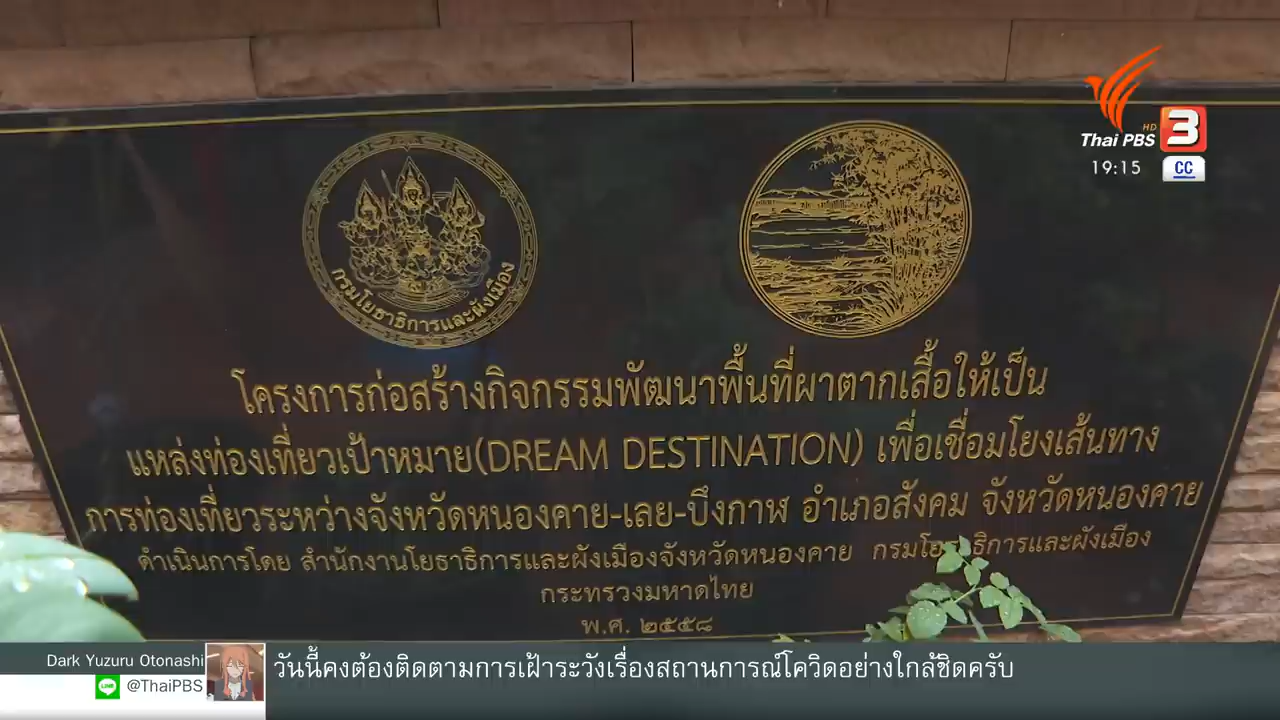 HD
Thai PBS 3
19:15 CC
กรมโยธาธิการและผังเมือง
โครงการก่อสร้างกิจกรรมพัฒนาพื้นที่ผาตากเสื้อให้เป็น
แหล่งท่องเที่ยวเป้าหมาย(DREAM DESTINATION) เพื่อเชื่อมโยงเส้นทาง
การท่องเที่ยวระหว่างจังหวัดหนองคาย-เลย-บึงกาฬ อำเภอสังคม จังหวัดหนองคาย
ดำเนินการโดย สำนักงานโยธาธิการและผังเมืองจังหวัดหนองคาย กรมโยธาธิการและผังเมือง
กระทรวงมหาดไทย
พ.ศ. ๒๕๕๘
Dark Yuzuru Otonashi วันนี้คงต้องติดตามการเฝ้าระวังเรื่องสถานการณ์โควิดอย่างใกล้ชิดครับ
LINE @ThaiPBS